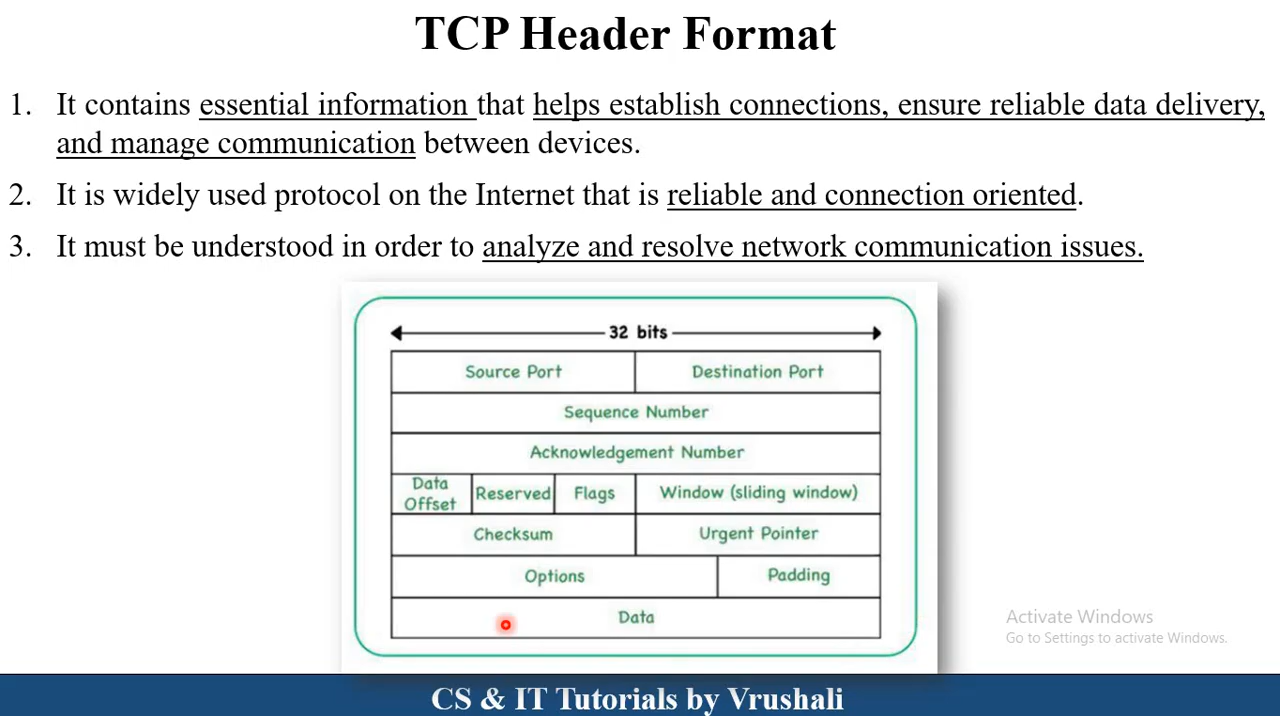 TCP Header Format
1. It contains essential information that helps establish connections, ensure reliable data delivery,
and manage communication between devices.
2. It is widely used protocol on the Internet that is reliable and connection oriented.
3. It must be understood in order to analyze and resolve network communication issues.
32 bits
Source Port Destination Port
Sequence Number
Acknowledgement Number
Data
Offset Reserved Flags Window (sliding window)
Checksum Urgent Pointer
Options Padding
Data
Activate Windows
Go to Settings to activate Windows.
CS & IT Tutorials by Vrushali